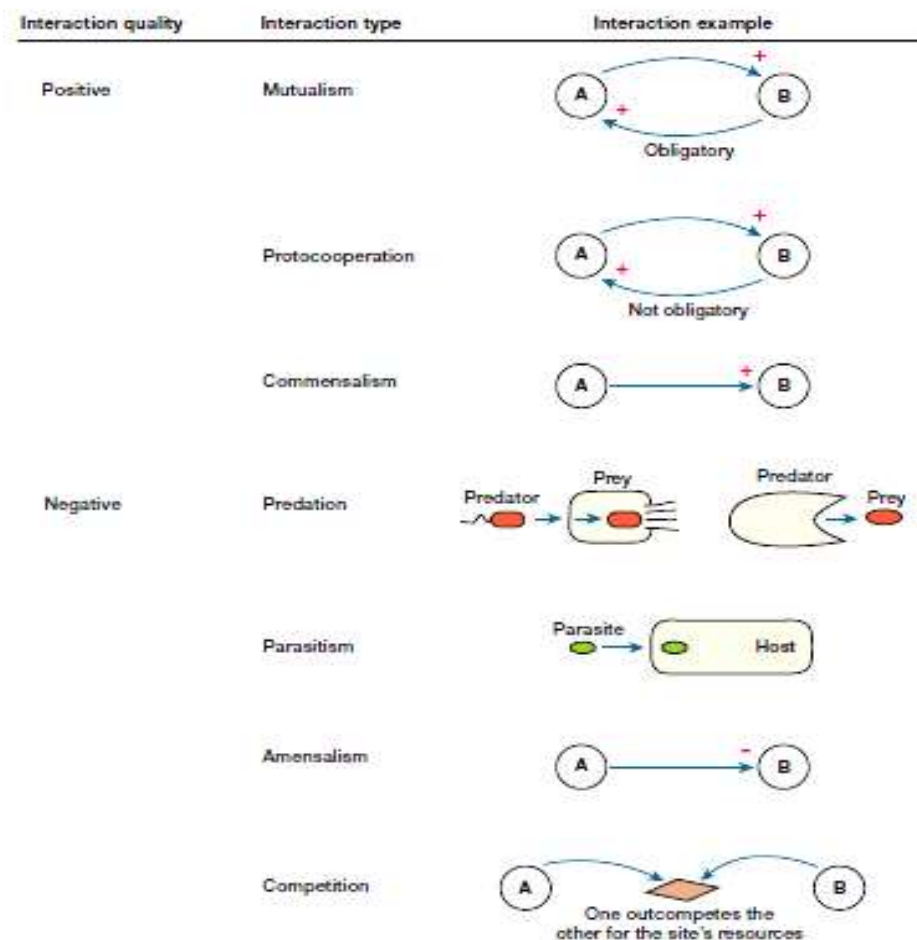 Interaction quality Interaction type Interaction example
Positive Mutualism A + B +
Obligatory
Protocooperation A + B +
Not obligatory
Commensalism A + B
Negative Predation Predator Prey Predator Prey
Parasitism Parasite Host
Amensalism A - B
Competition A B
One outcompetes the
other for the site's resources